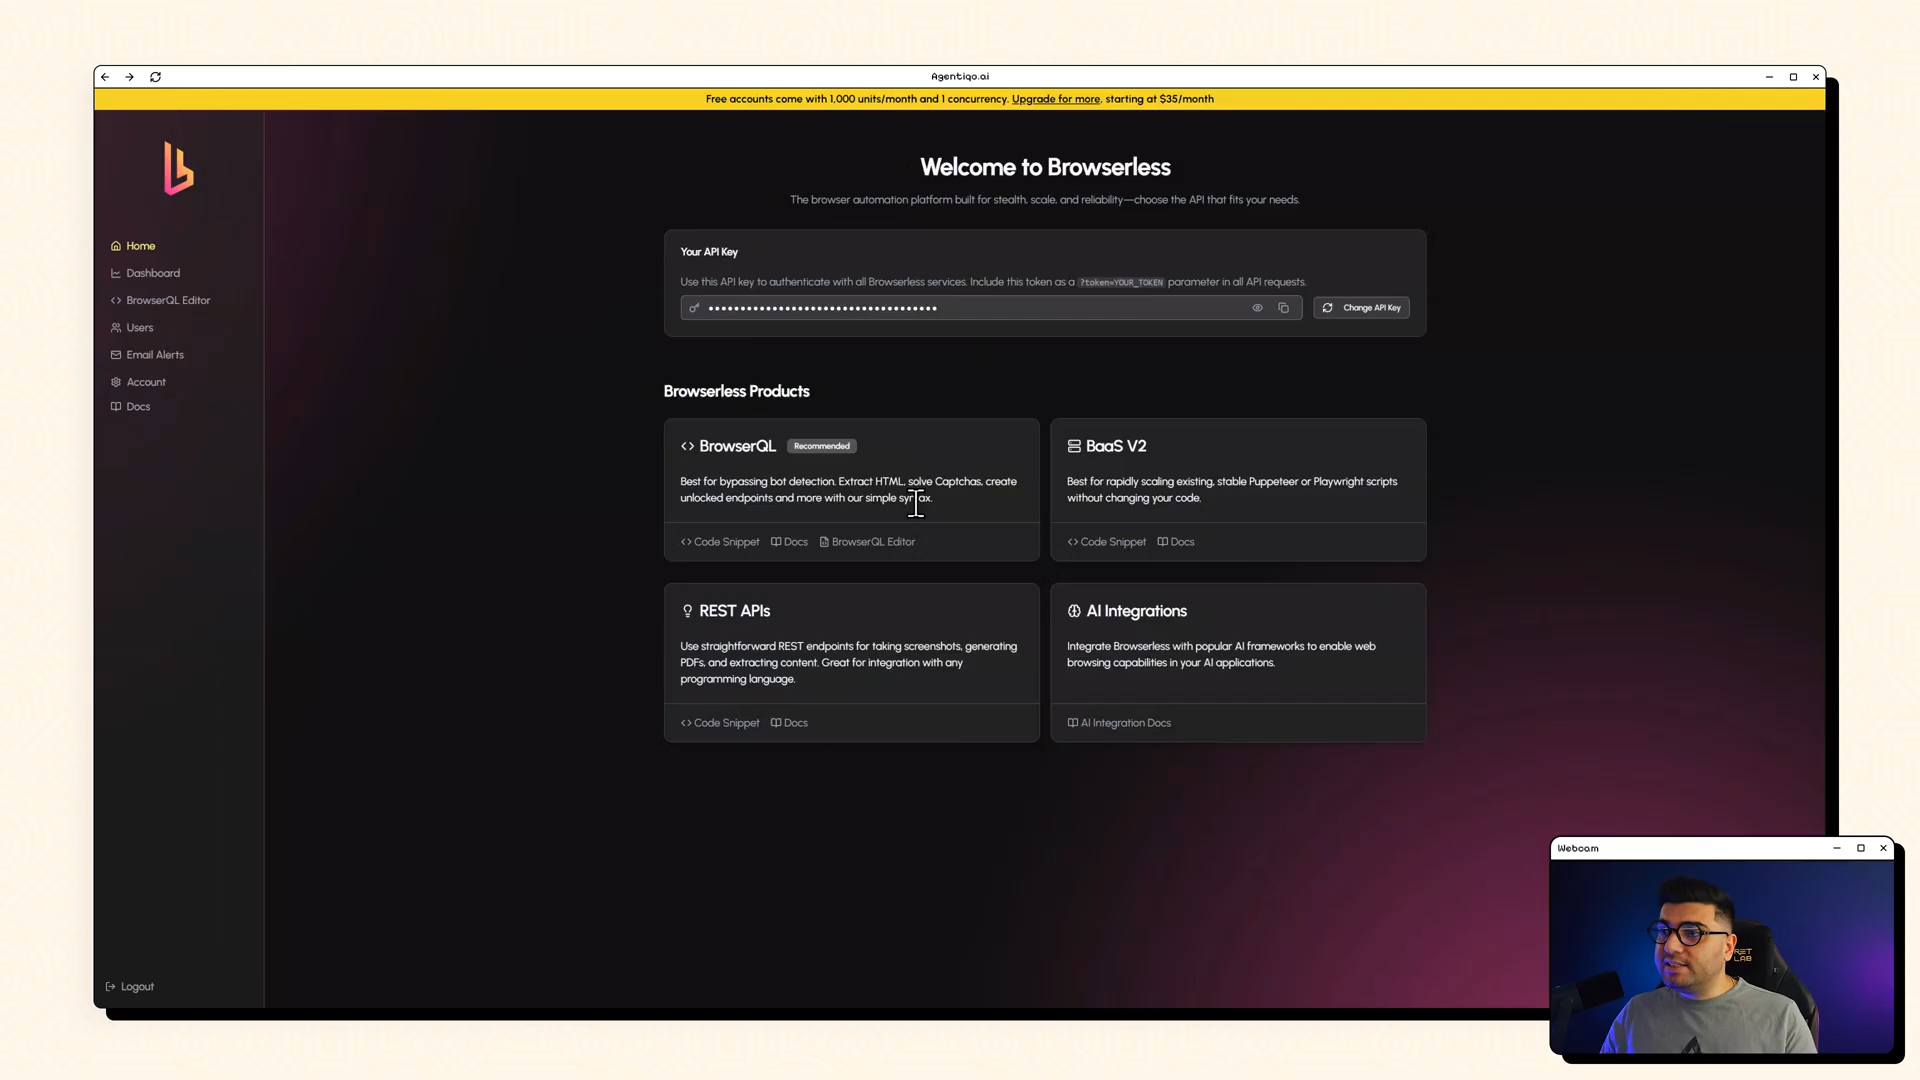 Agentiqo.ai
Free accounts come with 1,000 units/month and 1 concurrency. Upgrade for more, starting at $35/month
Home
Dashboard
BrowserQL Editor
Users
Email Alerts
Account
Docs
Logout
Welcome to Browserless
The browser automation platform built for stealth, scale, and reliability—choose the API that fits your needs.
Your API Key
Use this API key to authenticate with all Browserless services. Include this token as a ?token=YOUR_TOKEN parameter in all API requests.
Change API Key
Browserless Products
BrowserQL Recommended
Best for bypassing bot detection. Extract HTML, solve Captchas, create
unlocked endpoints and more with our simple syntax.
Code Snippet Docs BrowserQL Editor
BaaS V2
Best for rapidly scaling existing, stable Puppeteer or Playwright scripts
without changing your code.
Code Snippet Docs
REST APIs
Use straightforward REST endpoints for taking screenshots, generating
PDFs, and extracting content. Great for integration with any
programming language.
Code Snippet Docs
AI Integrations
Integrate Browserless with popular AI frameworks to enable web
browsing capabilities in your AI applications.
AI Integration Docs
Webcam
RET
LAB